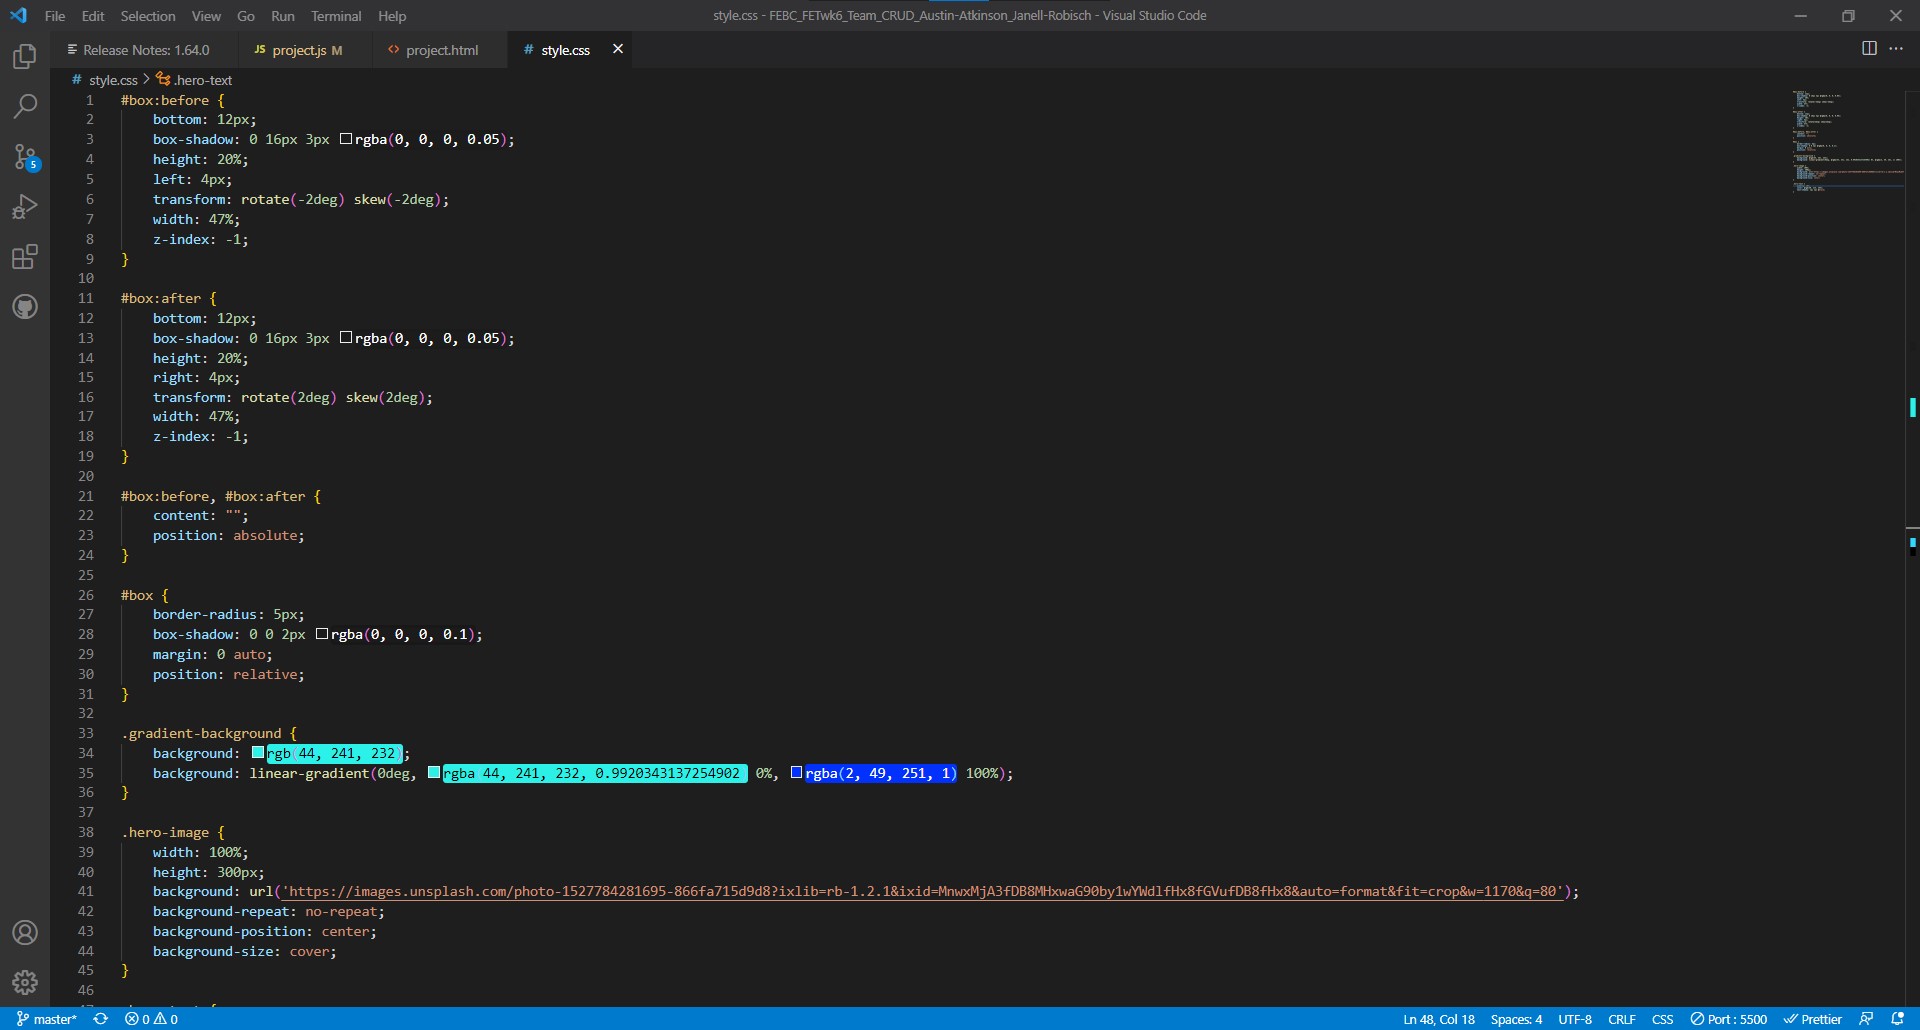 File Edit Selection View Go Run Terminal Help
style.css - FEBC_FETwk6_Team_CRUD_Austin-Atkinson_Janell-Robisch - Visual Studio Code
Release Notes: 1.64.0
JS project.js M
<> project.html
# style.css
# style.css > .hero-text
1 #box:before {
2 bottom: 12px;
3 box-shadow: 0 16px 3px rgba(0, 0, 0, 0.05);
4 height: 20%;
5 left: 4px;
6 transform: rotate(-2deg) skew(-2deg);
7 width: 47%;
8 z-index: -1;
9 }
10
11 #box:after {
12 bottom: 12px;
13 box-shadow: 0 16px 3px rgba(0, 0, 0, 0.05);
14 height: 20%;
15 right: 4px;
16 transform: rotate(2deg) skew(2deg);
17 width: 47%;
18 z-index: -1;
19 }
20
21 #box:before, #box:after {
22 content: "";
23 position: absolute;
24 }
25
26 #box {
27 border-radius: 5px;
28 box-shadow: 0 0 2px rgba(0, 0, 0, 0.1);
29 margin: 0 auto;
30 position: relative;
31 }
32
33 .gradient-background {
34 background: rgb(44, 241, 232);
35 background: linear-gradient(0deg, rgba(44, 241, 232, 0.9920343137254902) 0%, rgba(2, 49, 251, 1) 100%);
36 }
37
38 .hero-image {
39 width: 100%;
40 height: 300px;
41 background: url('https://images.unsplash.com/photo-1527784281695-866fa715d9d8?ixlib=rb-1.2.1&ixid=MnwxMjA3fDB8MHxwaG90by1wYWdlfHx8fGVufDB8fHx8&auto=format&fit=crop&w=1170&q=80');
42 background-repeat: no-repeat;
43 background-position: center;
44 background-size: cover;
45 }
46
5
master*
0 0
Ln 48, Col 18 Spaces: 4 UTF-8 CRLF CSS Port : 5500 Prettier